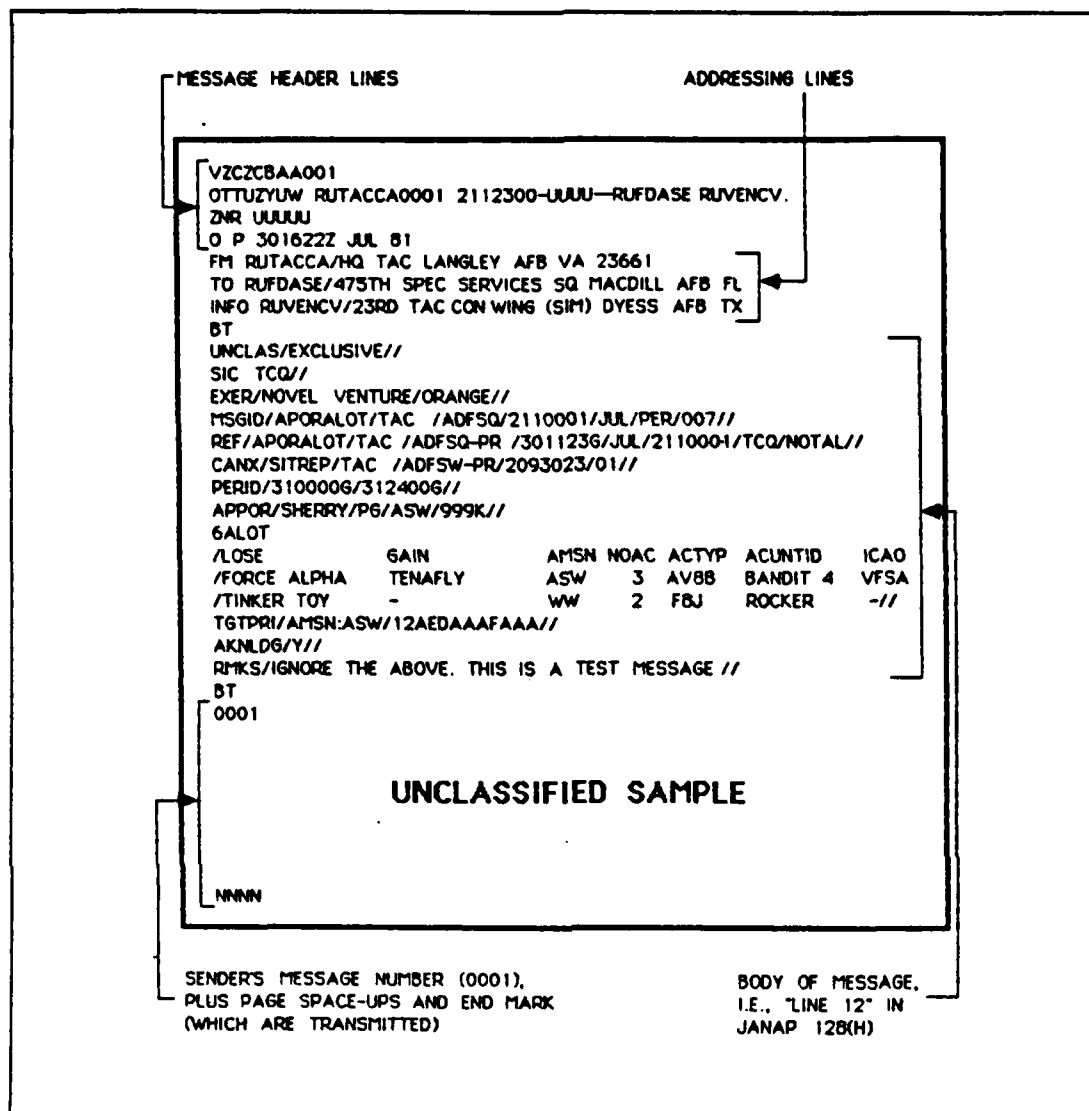 MESSAGE HEADER LINES
ADDRESSING LINES
VZCZCBAA001
OTTUZYUW RUTACCA0001 2112300-UUUU—RUFDASE RUVENCV.
ZNR UUUUU
O P 301622Z JUL 81
FM RUTACCA/HQ TAC LANGLEY AFB VA 23661
TO RUFDASE/475TH SPEC SERVICES SQ MACDILL AFB FL
INFO RUVENCV/23RD TAC CON WING (SIM) DYESS AFB TX
BT
UNCLAS/EXCLUSIVE//
SIC TCQ//
EXER/NOVEL VENTURE/ORANGE//
MSGID/APORALOT/TAC /ADFSQ/2110001/JUL/PER/007//
REF/APORALOT/TAC /ADFSQ-PR /301123G/JUL/2110001/TCQ/NOTAL//
CANX/SITREP/TAC /ADFSW-PR/2093023/01//
PERID/310000G/312400G//
APPOR/SHERRY/PG/ASW/999K//
6ALOT
/LOSE GAIN AMSN NOAC ACTYP ACUNTID ICAO
/FORCE ALPHA TENAFLY ASW 3 AV8B BANDIT 4 VFSA
/TINKER TOY - WW 2 F8J ROCKER -//
TGTPRI/AMSN:ASW/12AEDAAAFAAA//
AKNLDG/Y//
RMKS/IGNORE THE ABOVE. THIS IS A TEST MESSAGE //
BT
0001
UNCLASSIFIED SAMPLE
NNNN
SENDER'S MESSAGE NUMBER (0001),
PLUS PAGE SPACE-UPS AND END MARK
(WHICH ARE TRANSMITTED)
BODY OF MESSAGE,
I.E., "LINE 12" IN
JANAP 128(H)